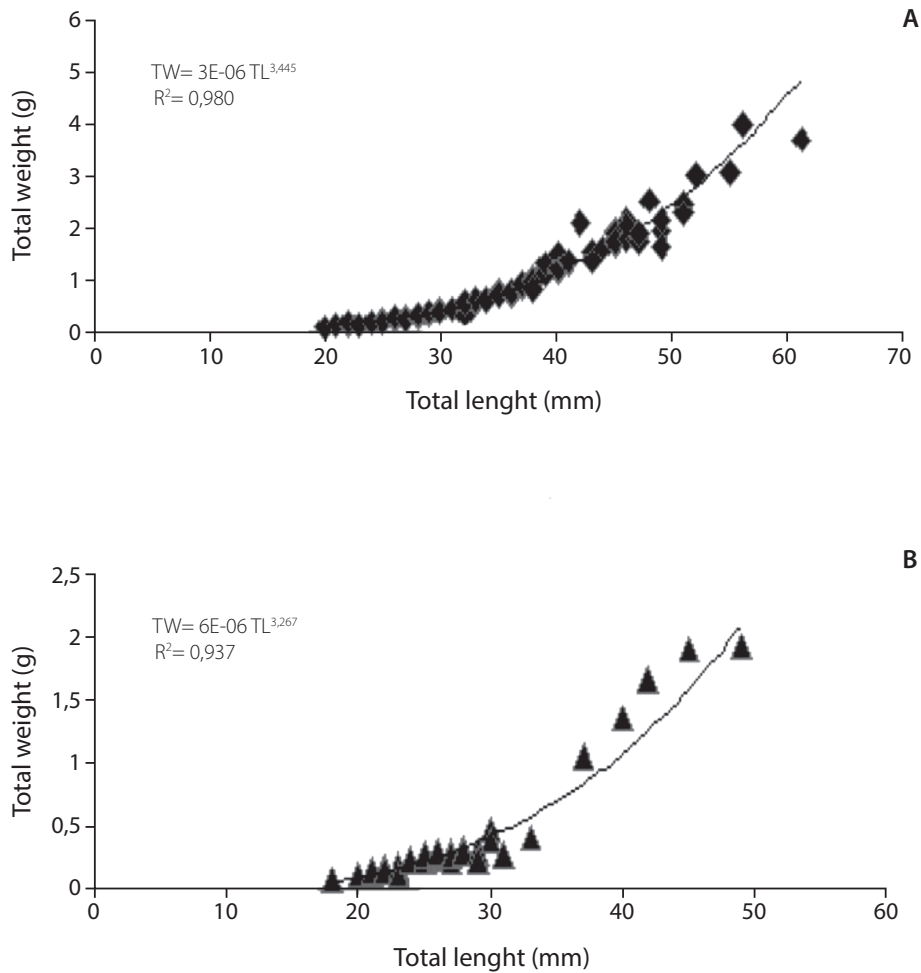 A
6
5
4
3
2
1
0
Total weight (g)
TW= 3E-06 TL3,445
R2= 0,980
0 10 20 30 40 50 60 70
Total lenght (mm)
B
2,5
2
1,5
1
0,5
0
Total weight (g)
TW= 6E-06 TL3,267
R2= 0,937
0 10 20 30 40 50 60
Total lenght (mm)